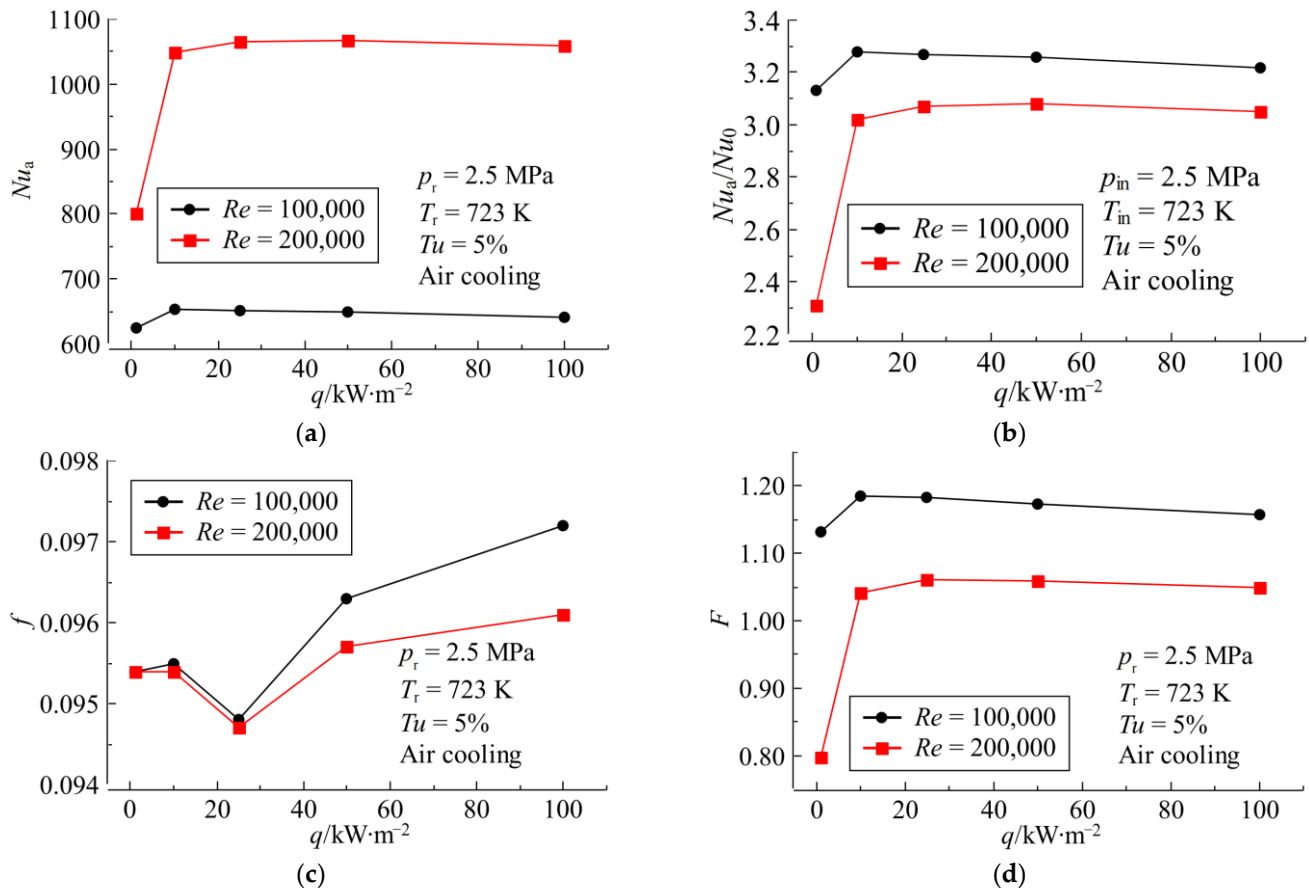 1100
1000
900
800
700
600
Nuₐ
Re = 100,000
Re = 200,000
pᵣ = 2.5 MPa
Tᵣ = 723 K
Tu = 5%
Air cooling
0 20 40 60 80 100
q/kW·m⁻²
(a)
3.4
3.2
3.0
2.8
2.6
2.4
2.2
Nuₐ/Nu₀
Re = 100,000
Re = 200,000
pᵢₙ = 2.5 MPa
Tᵢₙ = 723 K
Tu = 5%
Air cooling
0 20 40 60 80 100
q/kW·m⁻²
(b)
0.098
0.097
0.096
0.095
0.094
f
Re = 100,000
Re = 200,000
pᵣ = 2.5 MPa
Tᵣ = 723 K
Tu = 5%
Air cooling
0 20 40 60 80 100
q/kW·m⁻²
(c)
1.20
1.10
1.00
0.90
0.80
F
Re = 100,000
Re = 200,000
pᵣ = 2.5 MPa
Tᵣ = 723 K
Tu = 5%
Air cooling
0 20 40 60 80 100
q/kW·m⁻²
(d)